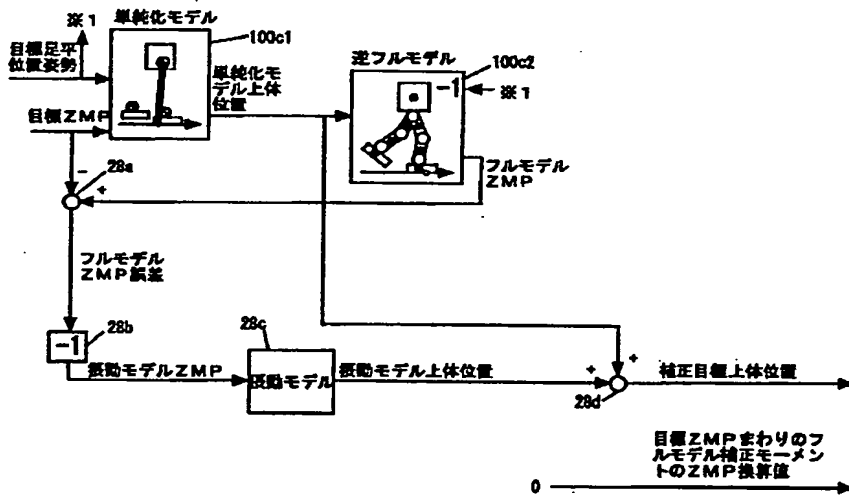 ※1
単純化モデル
100c1
目標足平
位置姿勢
単純化モ
デル上体
位置
逆フルモデル
100c2
-1
※1
目標ZMP
28a
-
+
フルモデル
ZMP
フルモデル
ZMP誤差
28b
-1
28c
摂動モデルZMP
摂動モデル
摂動モデル上体位置
+
+
28d
補正目標上体位置
目標ZMPまわりのフ
ルモデル補正モーメン
トのZMP換算値
0